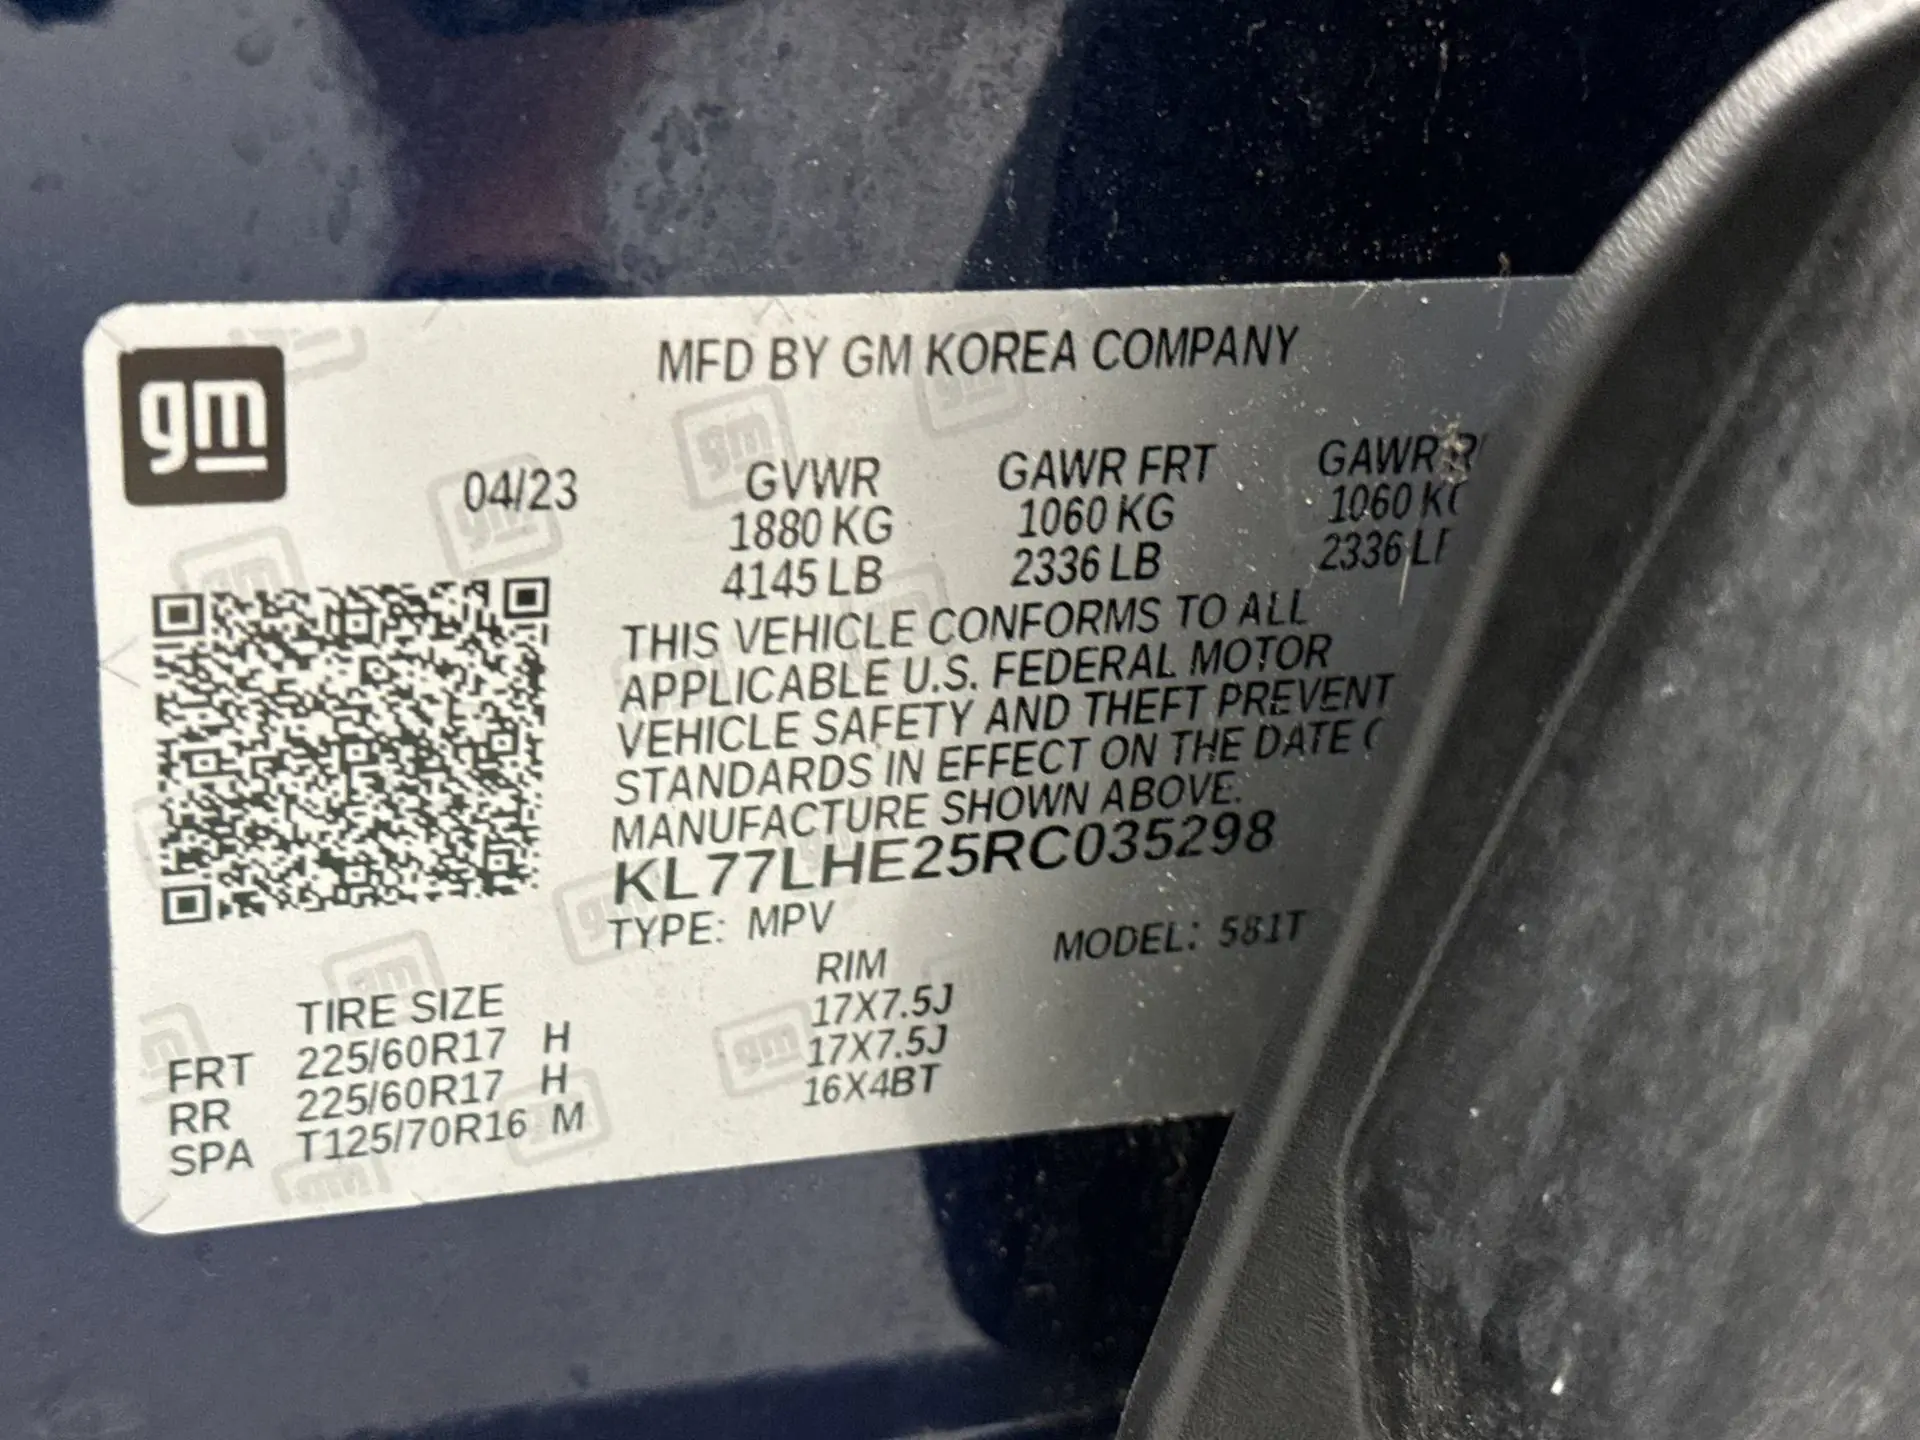 gm
MFD BY GM KOREA COMPANY
04/23
GVWR GAWR FRT GAWR
1880 KG 1060 KG 1060
4145 LB 2336 LB 2336
THIS VEHICLE CONFORMS TO ALL
APPLICABLE U.S. FEDERAL MOTOR
VEHICLE SAFETY AND THEFT PREVENT
STANDARDS IN EFFECT ON THE DATE
MANUFACTURE SHOWN ABOVE.
KL77LHE25RC035298
TYPE: MPV MODEL: 581T
TIRE SIZE RIM
FRT 225/60R17 H 17X7.5J
RR 225/60R17 H 17X7.5J
SPA T125/70R16 M 16X4BT